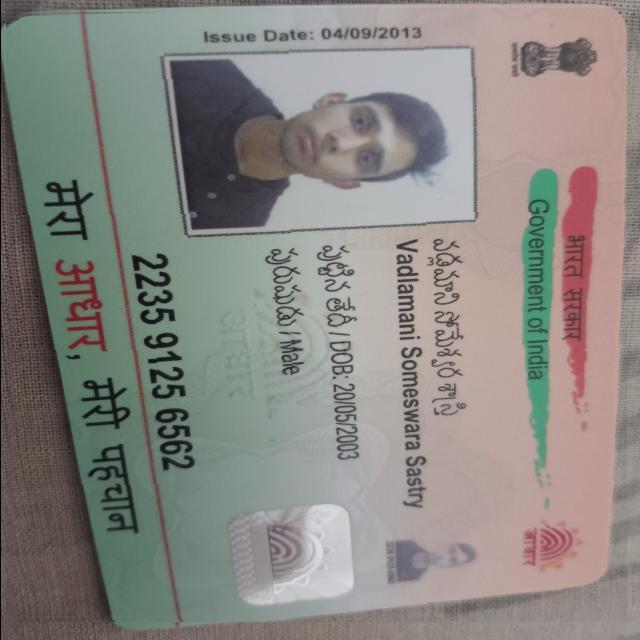 भारत सरकार
Government of India
Issue Date: 04/09/2013
వడ్లమాని సోమేశ్వర శాస్త్రి
Vadlamani Someswara Sastry
పుట్టిన తేదీ / DOB: 20/05/2003
పురుషుడు / Male
2235 9125 6562
मेरा आधार, मेरी पहचान
आधार